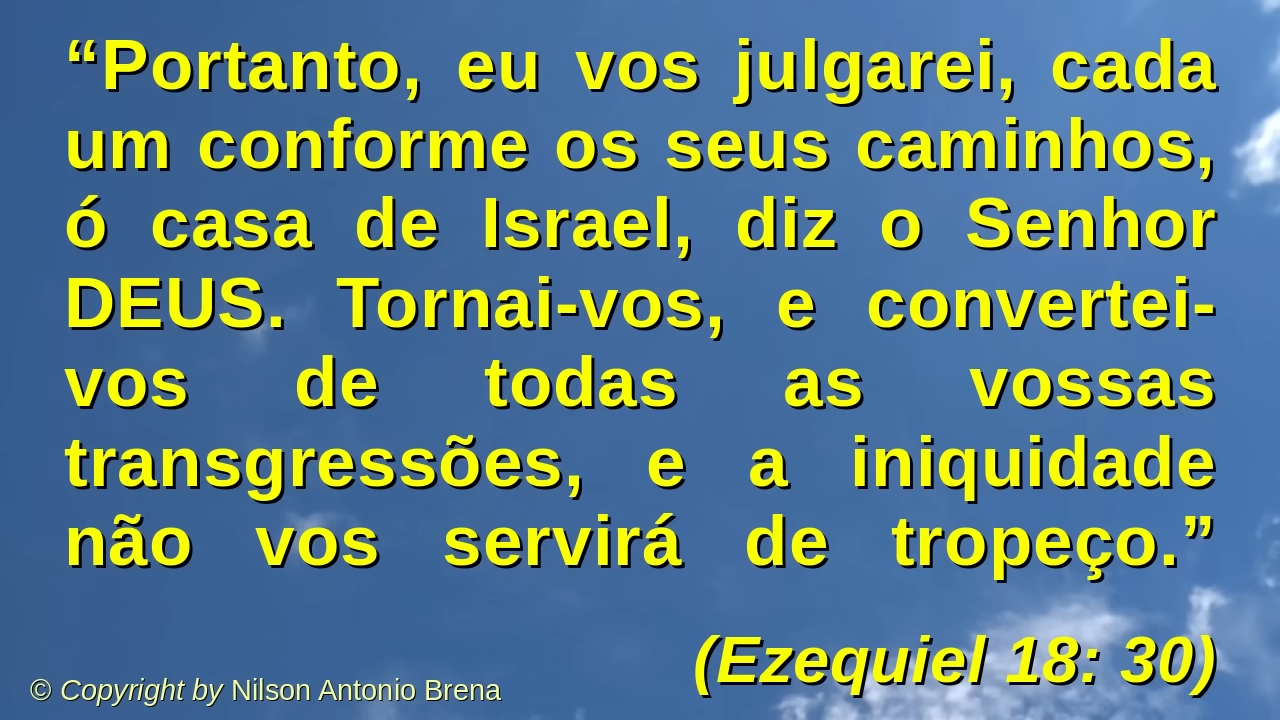 “Portanto, eu vos julgarei, cada
um conforme os seus caminhos,
ó casa de Israel, diz o Senhor
DEUS. Tornai-vos, e convertei-
vos de todas as vossas
transgressões, e a iniquidade
não vos servirá de tropeço.”
(Ezequiel 18: 30)
© Copyright by Nilson Antonio Brena